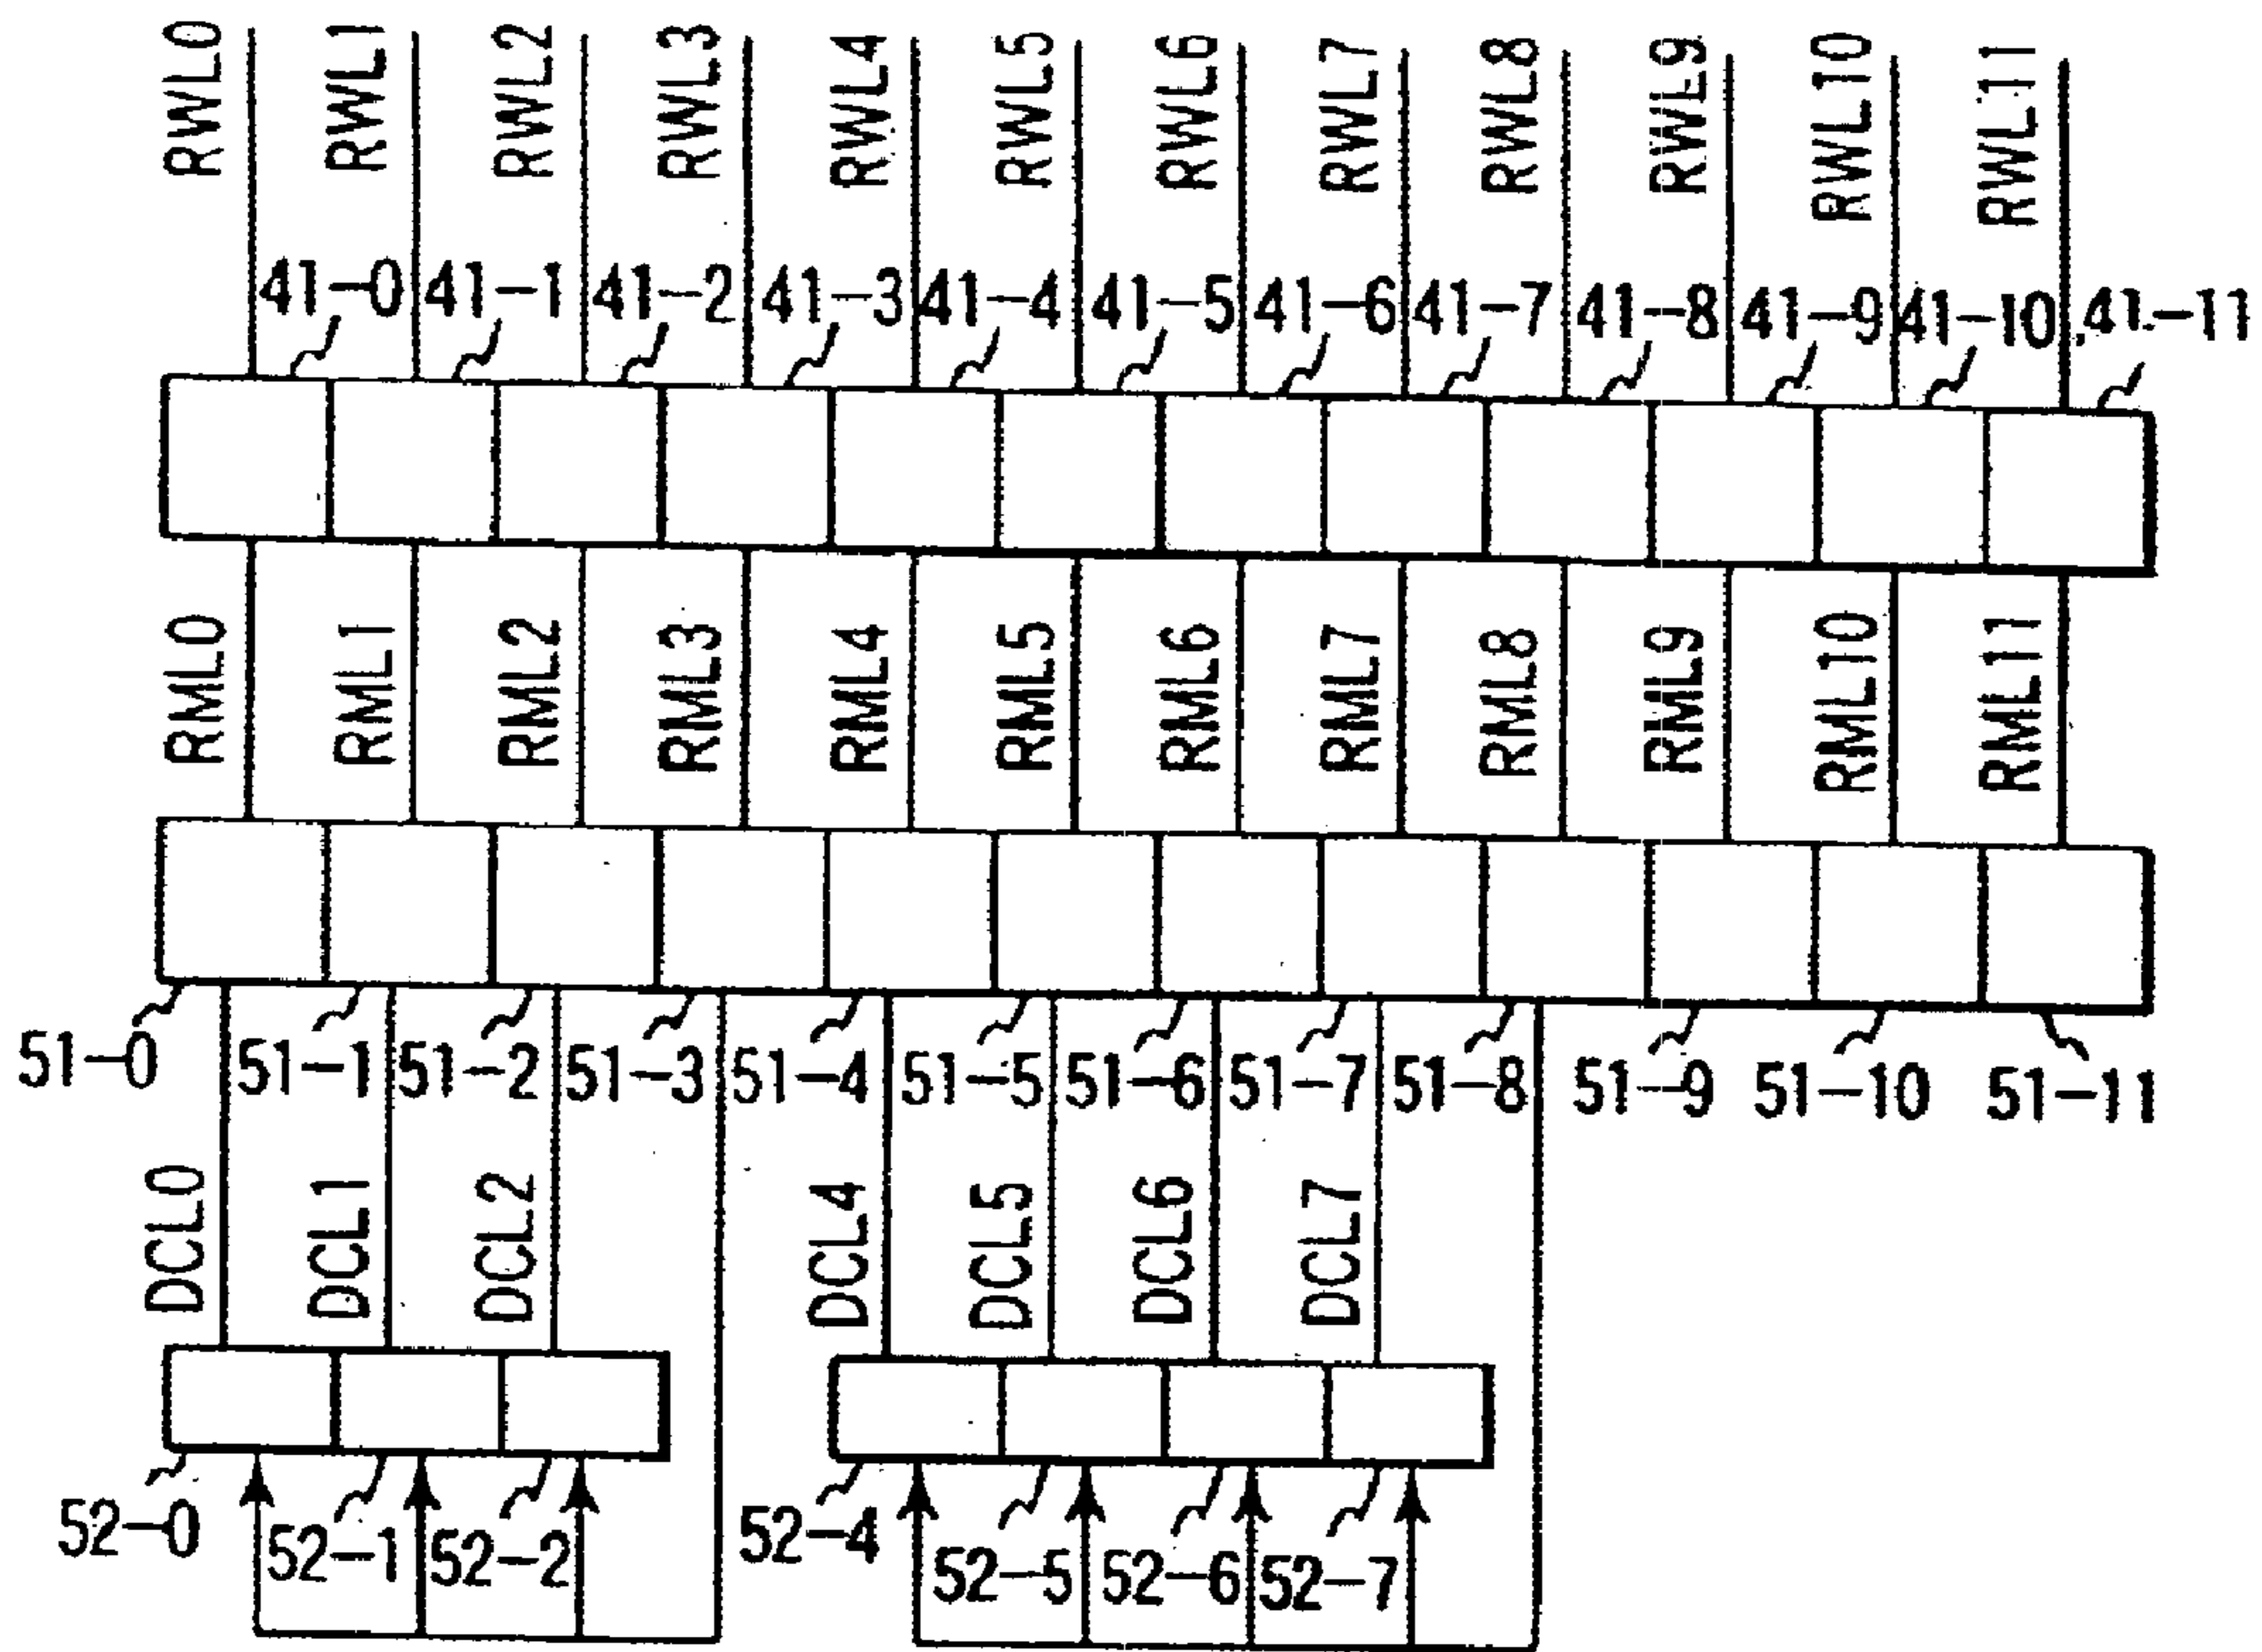 RWL0 RWL1 RWL2 RWL3 RWL4 RWL5 RWL6 RWL7 RWL8 RWL9 RWL10 RWL11
41-0 41-1 41-2 41-3 41-4 41-5 41-6 41-7 41-8 41-9 41-10 41-11
RML0 RML1 RML2 RML3 RML4 RML5 RML6 RML7 RML8 RML9 RML10 RML11
51-0 51-1 51-2 51-3 51-4 51-5 51-6 51-7 51-8 51-9 51-10 51-11
DCL0 DCL1 DCL2 DCL4 DCL5 DCL6 DCL7
52-0 52-1 52-2 52-4 52-5 52-6 52-7